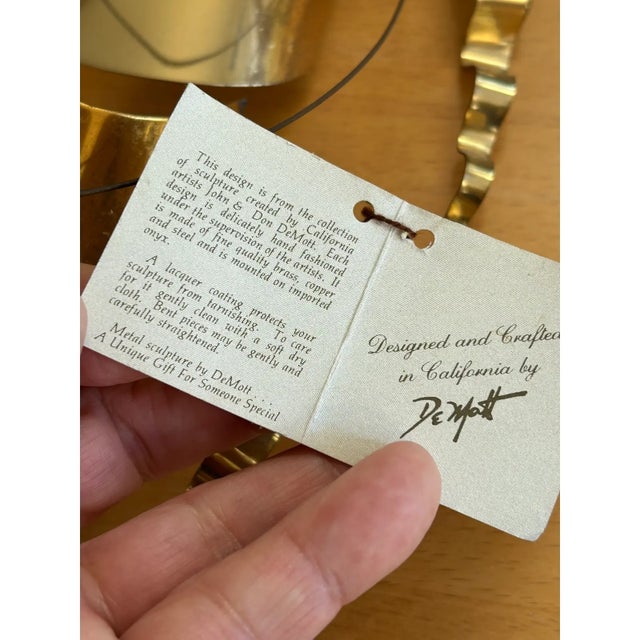 This design is from the collection
of sculpture created by California
artists John & Don DeMott. Each
design is delicately hand fashioned
under the supervision of the artists. It
is made of fine quality brass, copper
and steel and is mounted on imported
onyx.
A lacquer coating protects your
sculpture from tarnishing. To care
for it gently clean with a soft dry
cloth. Bent pieces may be gently and
carefully straightened.
Metal sculpture by DeMott. . .
A Unique Gift For Someone Special
Designed and Crafted
in California by
DeMott